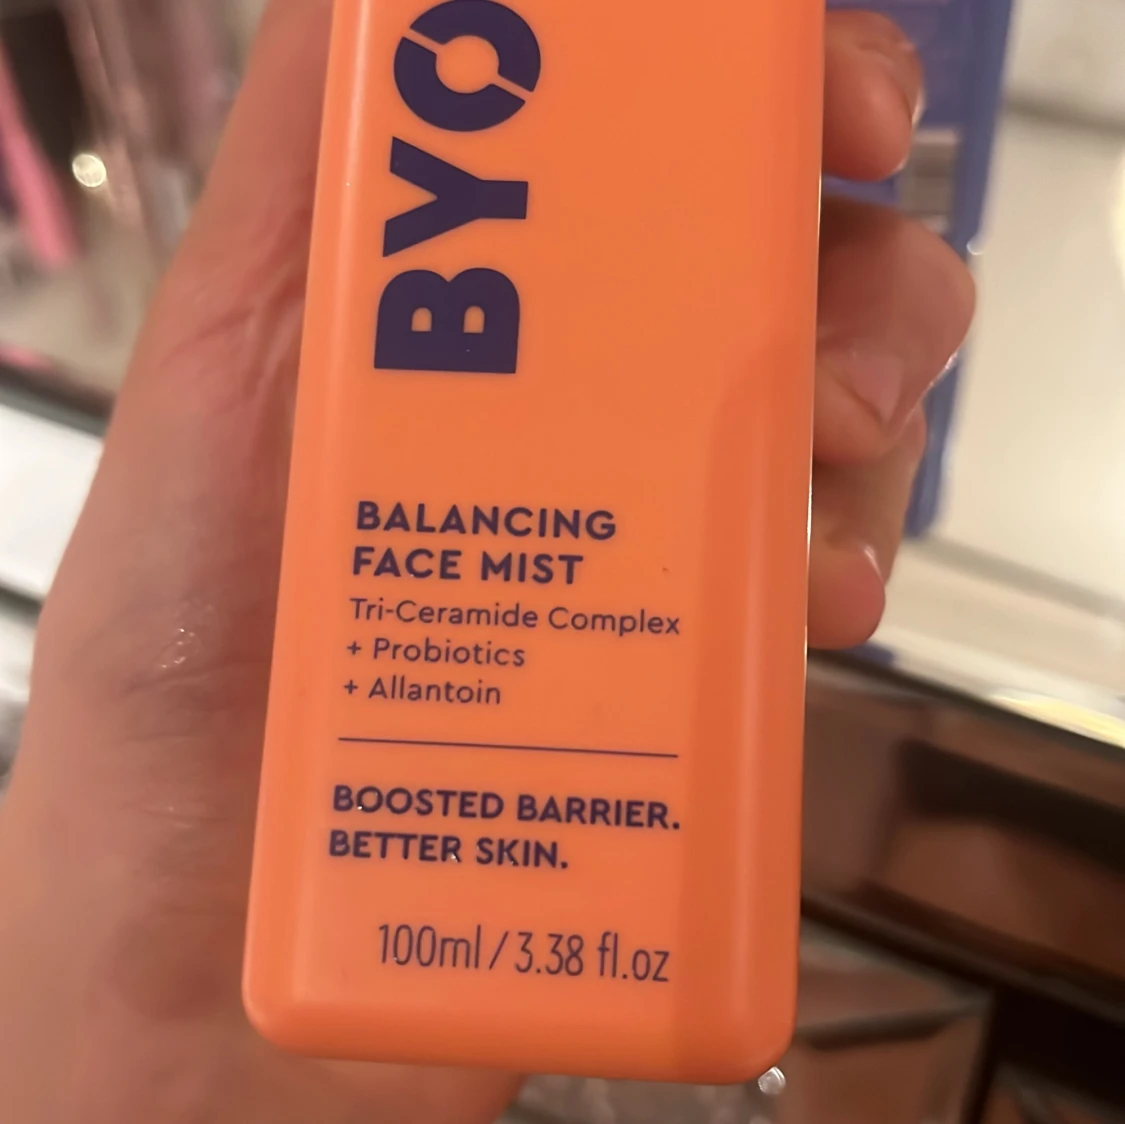 BYO
BALANCING
FACE MIST
Tri-Ceramide Complex
+ Probiotics
+ Allantoin
BOOSTED BARRIER.
BETTER SKIN.
100ml / 3.38 fl.oz